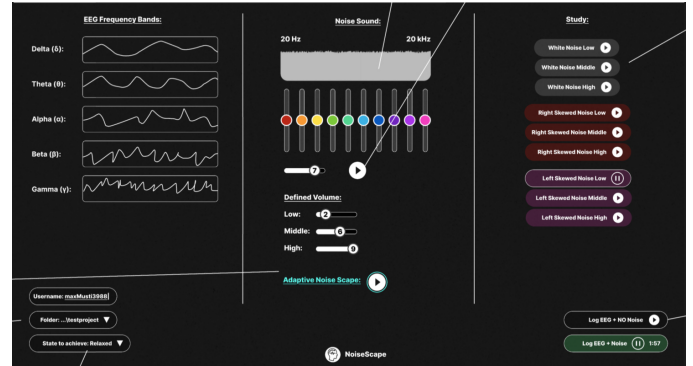 EEG Frequency Bands:
Delta (δ):
Theta (θ):
Alpha (α):
Beta (β):
Gamma (γ):
Username: maxMusti3988
Folder: ...\testproject
State to achieve: Relaxed
Noise Sound:
20 Hz 20 kHz
7
Defined Volume:
Low: 2
Middle: 6
High: 9
Adaptive Noise Scape:
NoiseScape
Study:
White Noise Low
White Noise Middle
White Noise High
Right Skewed Noise Low
Right Skewed Noise Middle
Right Skewed Noise High
Left Skewed Noise Low
Left Skewed Noise Middle
Left Skewed Noise High
Log EEG + NO Noise
Log EEG + Noise 1:57